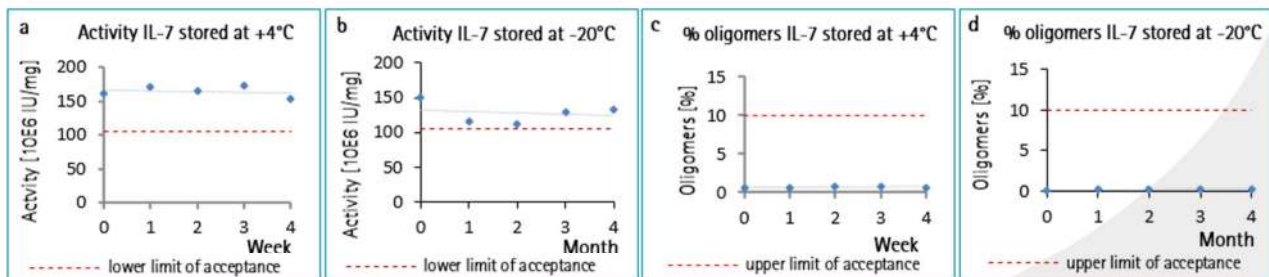 a Activity IL-7 stored at +4°C
Actvity [10E6 IU/mg]
200
150
100
50
0
0 1 2 3 4
Week
lower limit of acceptance
b Activity IL-7 stored at -20°C
Activity [10E6 IU/mg]
200
150
100
50
0
0 1 2 3 4
Month
lower limit of acceptance
c % oligomers IL-7 stored at +4°C
Oligomers [%]
15
10
5
0
0 1 2 3 4
Week
upper limit of acceptance
d % oligomers IL-7 stored at -20°C
Oligomers [%]
15
10
5
0
0 1 2 3 4
Month
upper limit of acceptance